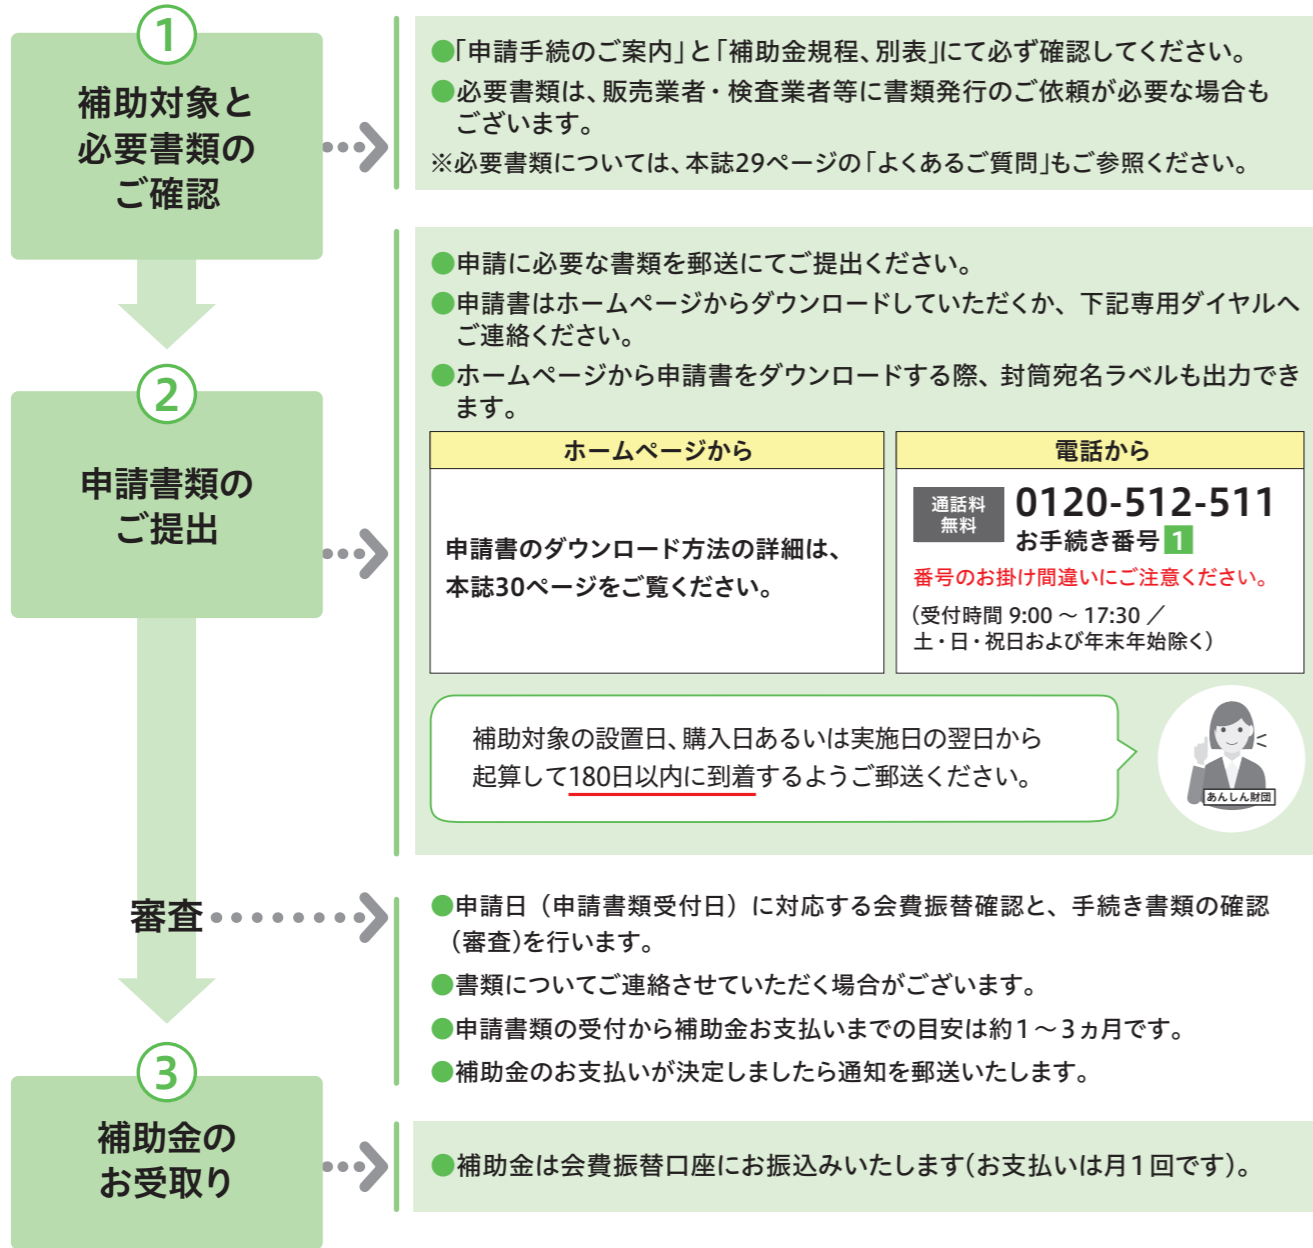 1
補助対象と
必要書類の
ご確認
●「申請手続のご案内」と「補助金規程、別表」にて必ず確認してください。
●必要書類は、販売業者・検査業者等に書類発行のご依頼が必要な場合も
ございます。
※必要書類については、本誌29ページの「よくあるご質問」もご参照ください。
2
申請書類の
ご提出
●申請に必要な書類を郵送にてご提出ください。
●申請書はホームページからダウンロードしていただくか、下記専用ダイヤルへ
ご連絡ください。
●ホームページから申請書をダウンロードする際、封筒宛名ラベルも出力でき
ます。
ホームページから
申請書のダウンロード方法の詳細は、
本誌30ページをご覧ください。
電話から
通話料
無料
0120-512-511
お手続き番号 1
番号のお掛け間違いにご注意ください。
(受付時間 9:00 〜 17:30 ／
土・日・祝日および年末年始除く)
補助対象の設置日、購入日あるいは実施日の翌日から
起算して180日以内に到着するようご郵送ください。
あんしん財団
審査
●申請日（申請書類受付日）に対応する会費振替確認と、手続き書類の確認
(審査)を行います。
●書類についてご連絡させていただく場合がございます。
●申請書類の受付から補助金お支払いまでの目安は約1〜3ヵ月です。
●補助金のお支払いが決定しましたら通知を郵送いたします。
3
補助金の
お受取り
●補助金は会費振替口座にお振込みいたします(お支払いは月1回です)。